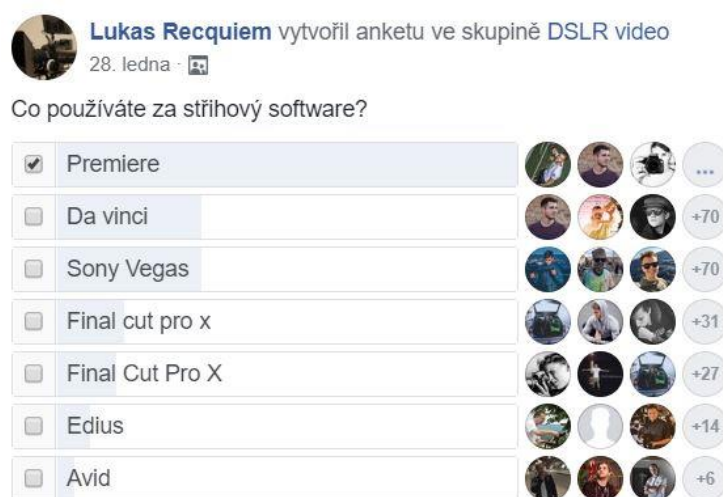 Lukas Recquiem vytvořil anketu ve skupině DSLR video
28. ledna ·
Co používáte za střihový software?
Premiere
...
Da vinci
+70
Sony Vegas
+70
Final cut pro x
+31
Final Cut Pro X
+27
Edius
+14
Avid
+6